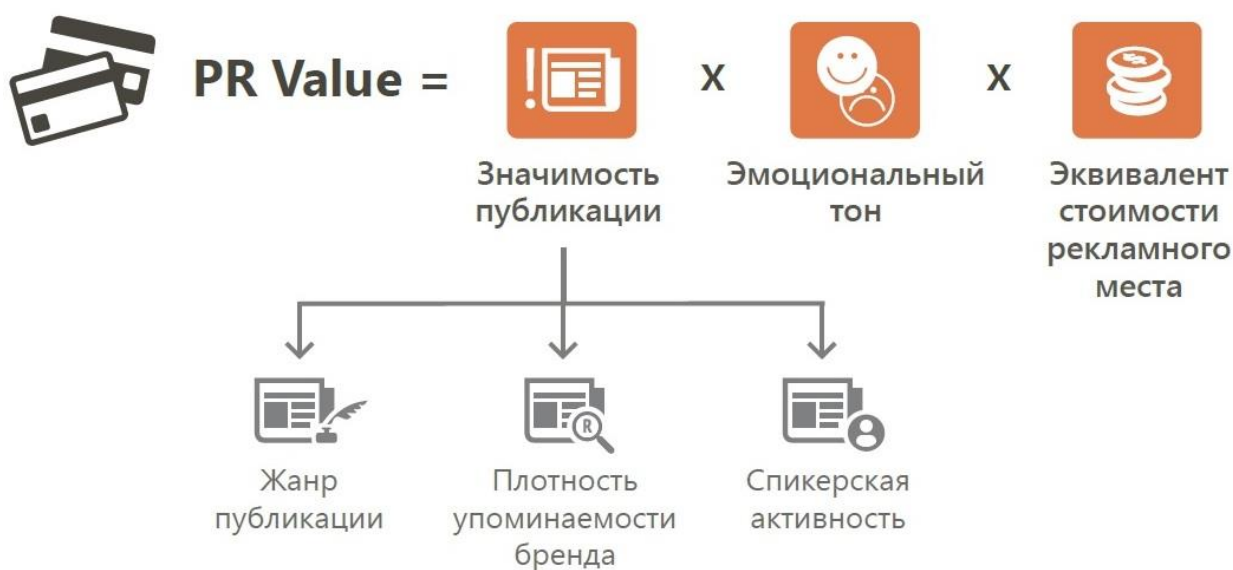 PR Value =
X
X
Значимость
публикации
Эмоциональный
тон
Эквивалент
стоимости
рекламного
места
R
Жанр
публикации
Плотность
упоминаемости
бренда
Спикерская
активность